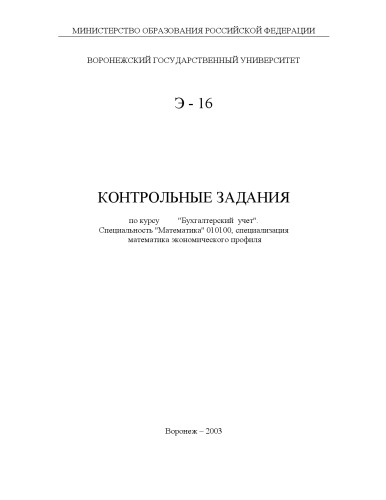 МИНИСТЕРСТВО ОБРАЗОВАНИЯ РОССИЙСКОЙ ФЕДЕРАЦИИ
ВОРОНЕЖСКИЙ ГОСУДАРСТВЕННЫЙ УНИВЕРСИТЕТ
Э - 16
КОНТРОЛЬНЫЕ ЗАДАНИЯ
по курсу "Бухгалтерский учет".
Специальность "Математика" 010100, специализация
математика экономического профиля
Воронеж – 2003